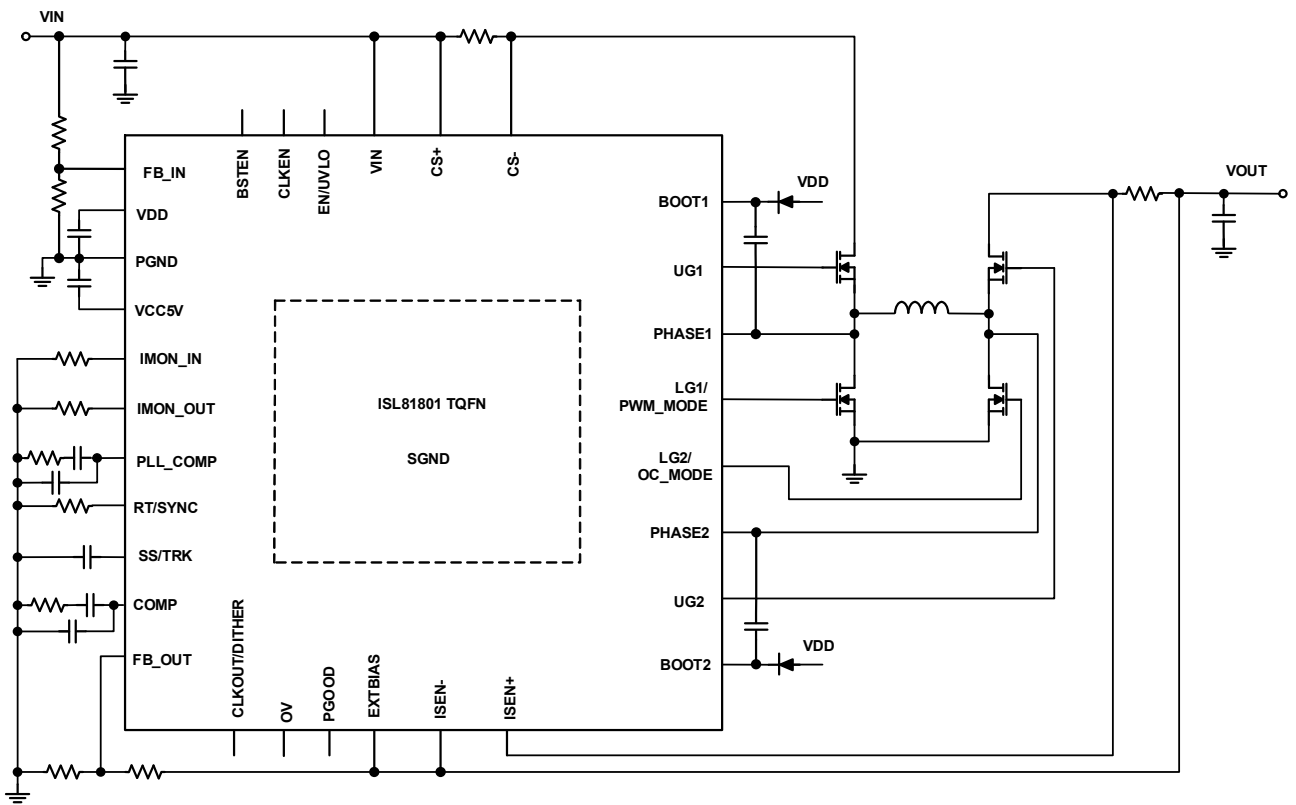 VIN
BSTEN
CLKEN
EN/UVLO
VIN
CS+
CS-
FB_IN
VDD
PGND
VCC5V
IMON_IN
IMON_OUT
PLL_COMP
RT/SYNC
SS/TRK
COMP
FB_OUT
ISL81801 TQFN
SGND
BOOT1
VDD
UG1
PHASE1
LG1/
PWM_MODE
LG2/
OC_MODE
PHASE2
UG2
BOOT2
VDD
VOUT
CLKOUT/DITHER
OV
PGOOD
EXTBIAS
ISEN-
ISEN+